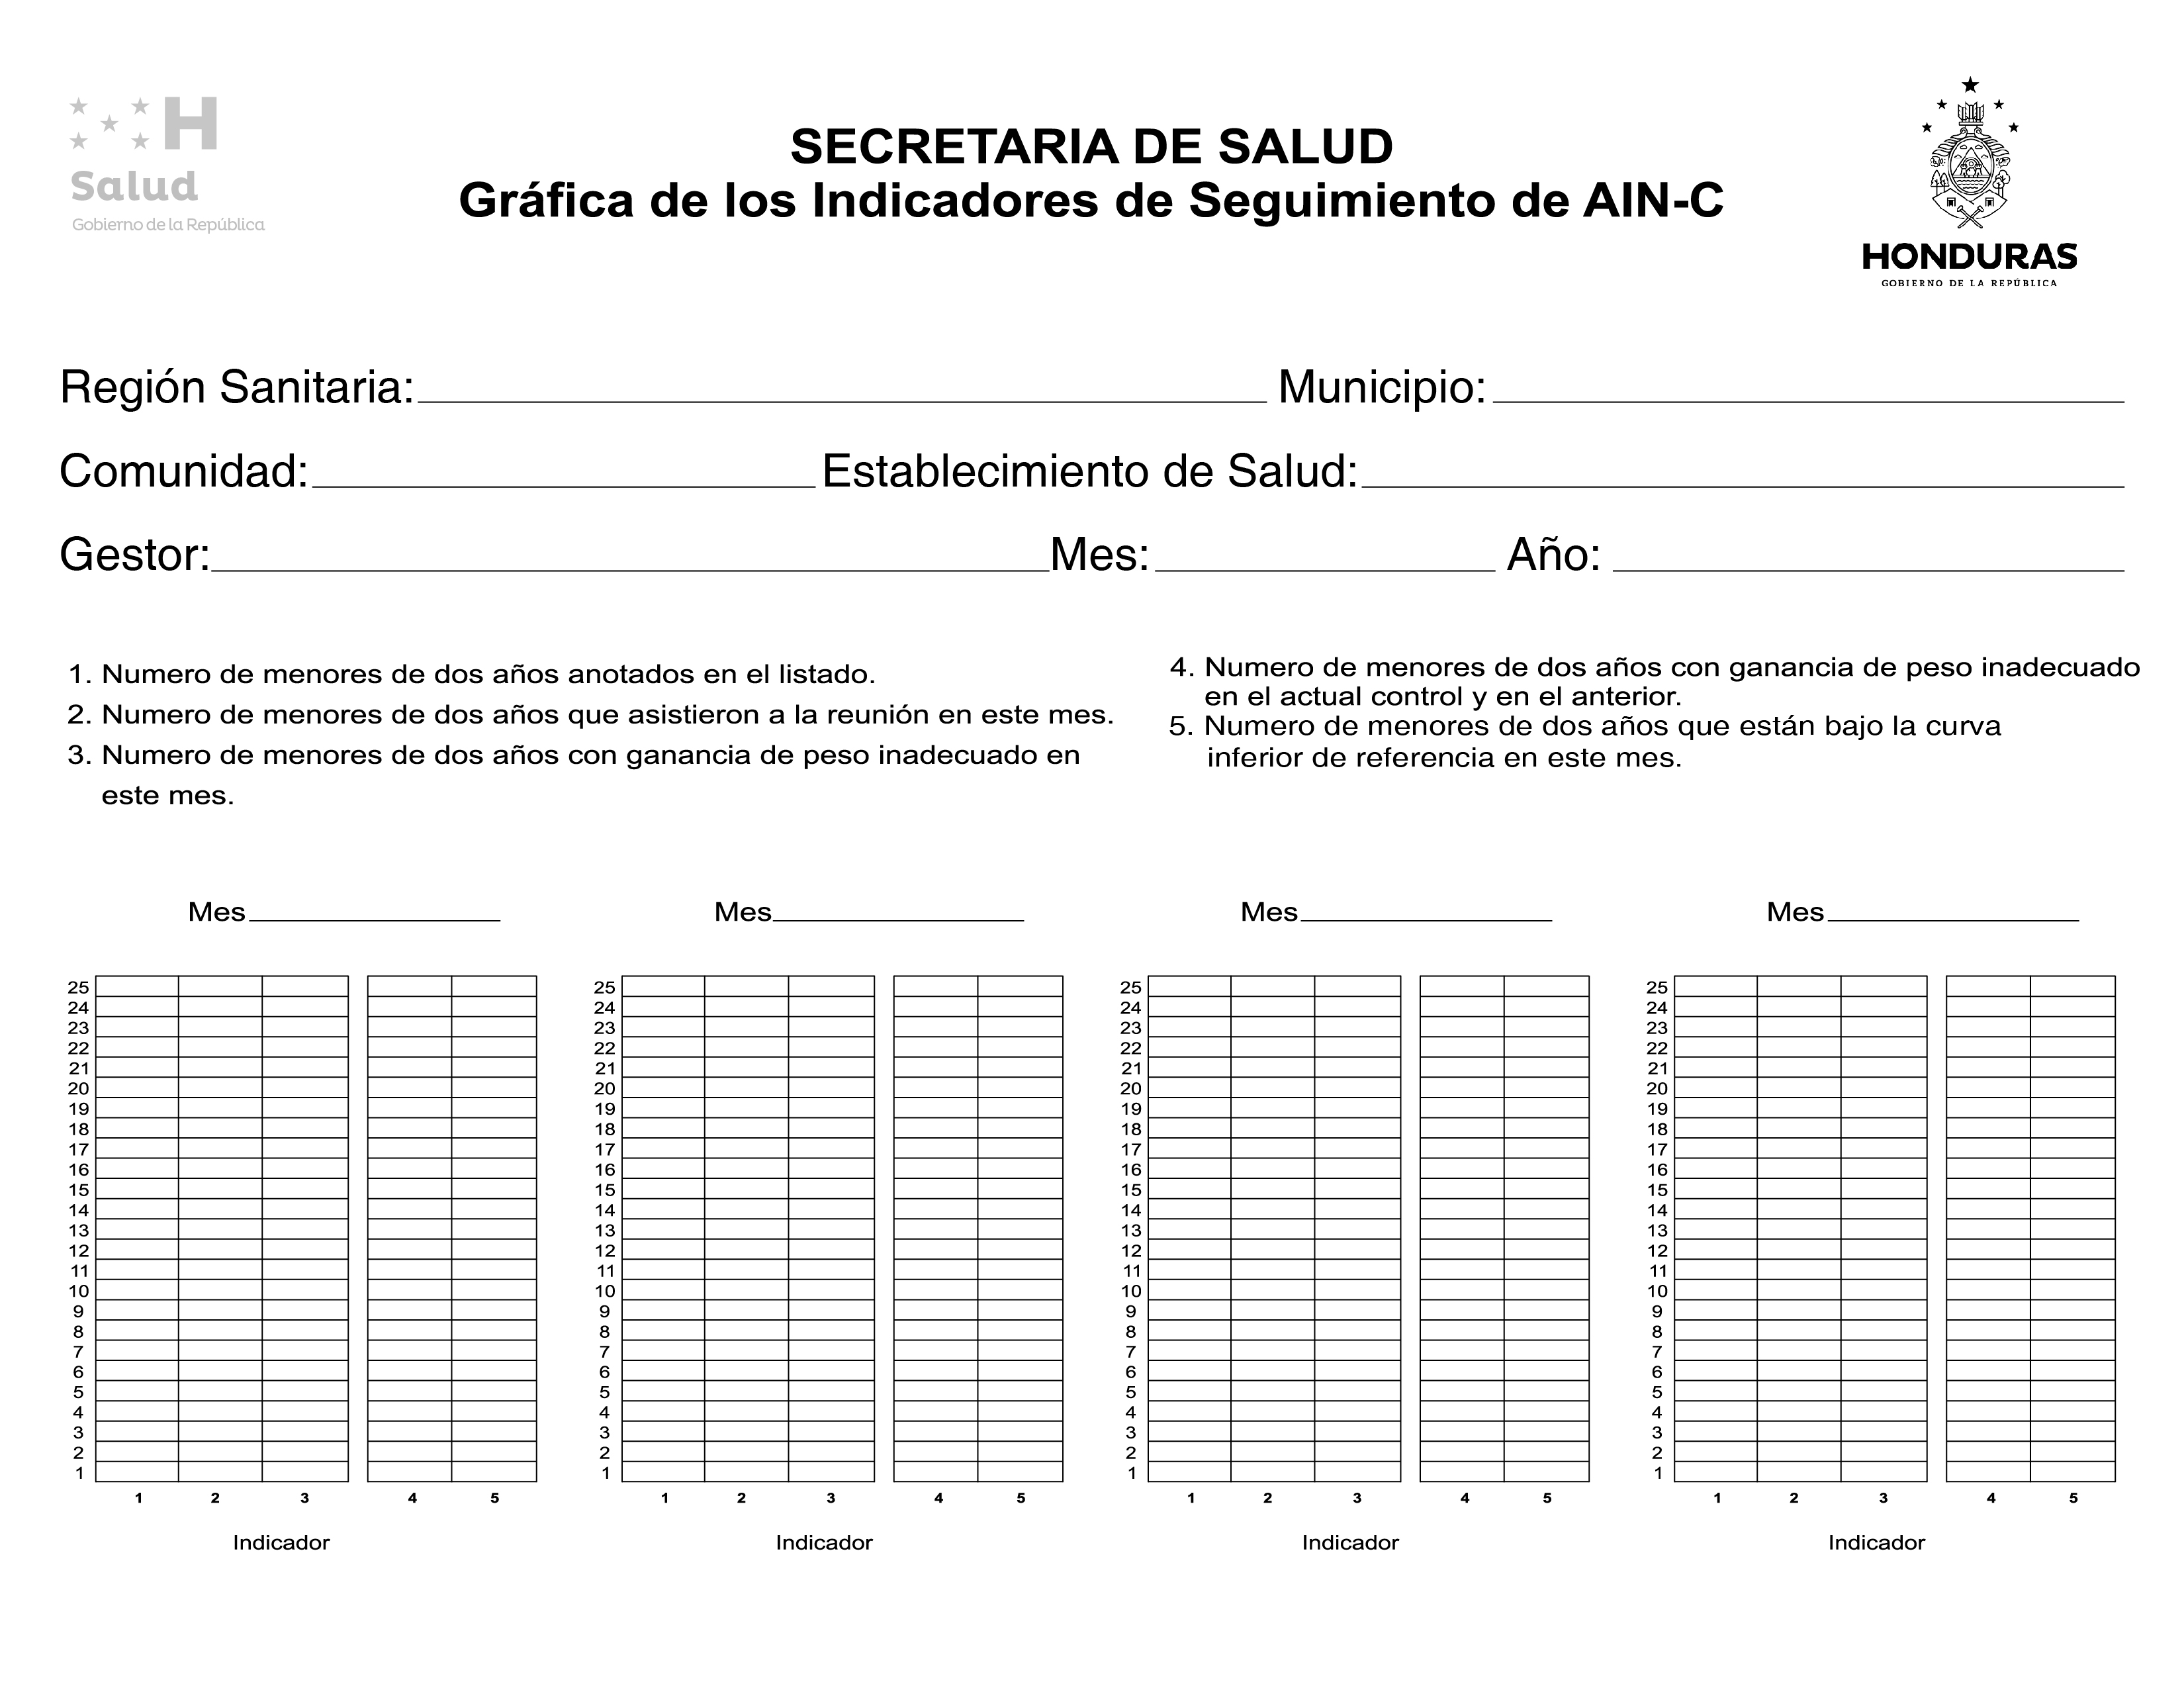 H
Salud
Gobierno de la República
SECRETARIA DE SALUD
Gráfica de los Indicadores de Seguimiento de AIN-C
HONDURAS
GOBIERNO DE LA REPÚBLICA
Región Sanitaria: Municipio:
Comunidad: Establecimiento de Salud:
Gestor: Mes: Año:
1. Numero de menores de dos años anotados en el listado.
2. Numero de menores de dos años que asistieron a la reunión en este mes.
3. Numero de menores de dos años con ganancia de peso inadecuado en
este mes.
4. Numero de menores de dos años con ganancia de peso inadecuado
en el actual control y en el anterior.
5. Numero de menores de dos años que están bajo la curva
inferior de referencia en este mes.
Mes Mes Mes Mes
25 25 25 25
24 24 24 24
23 23 23 23
22 22 22 22
21 21 21 21
20 20 20 20
19 19 19 19
18 18 18 18
17 17 17 17
16 16 16 16
15 15 15 15
14 14 14 14
13 13 13 13
12 12 12 12
11 11 11 11
10 10 10 10
9 9 9 9
8 8 8 8
7 7 7 7
6 6 6 6
5 5 5 5
4 4 4 4
3 3 3 3
2 2 2 2
1 1 1 1
1 2 3 4 5 1 2 3 4 5 1 2 3 4 5 1 2 3 4 5
Indicador Indicador Indicador Indicador